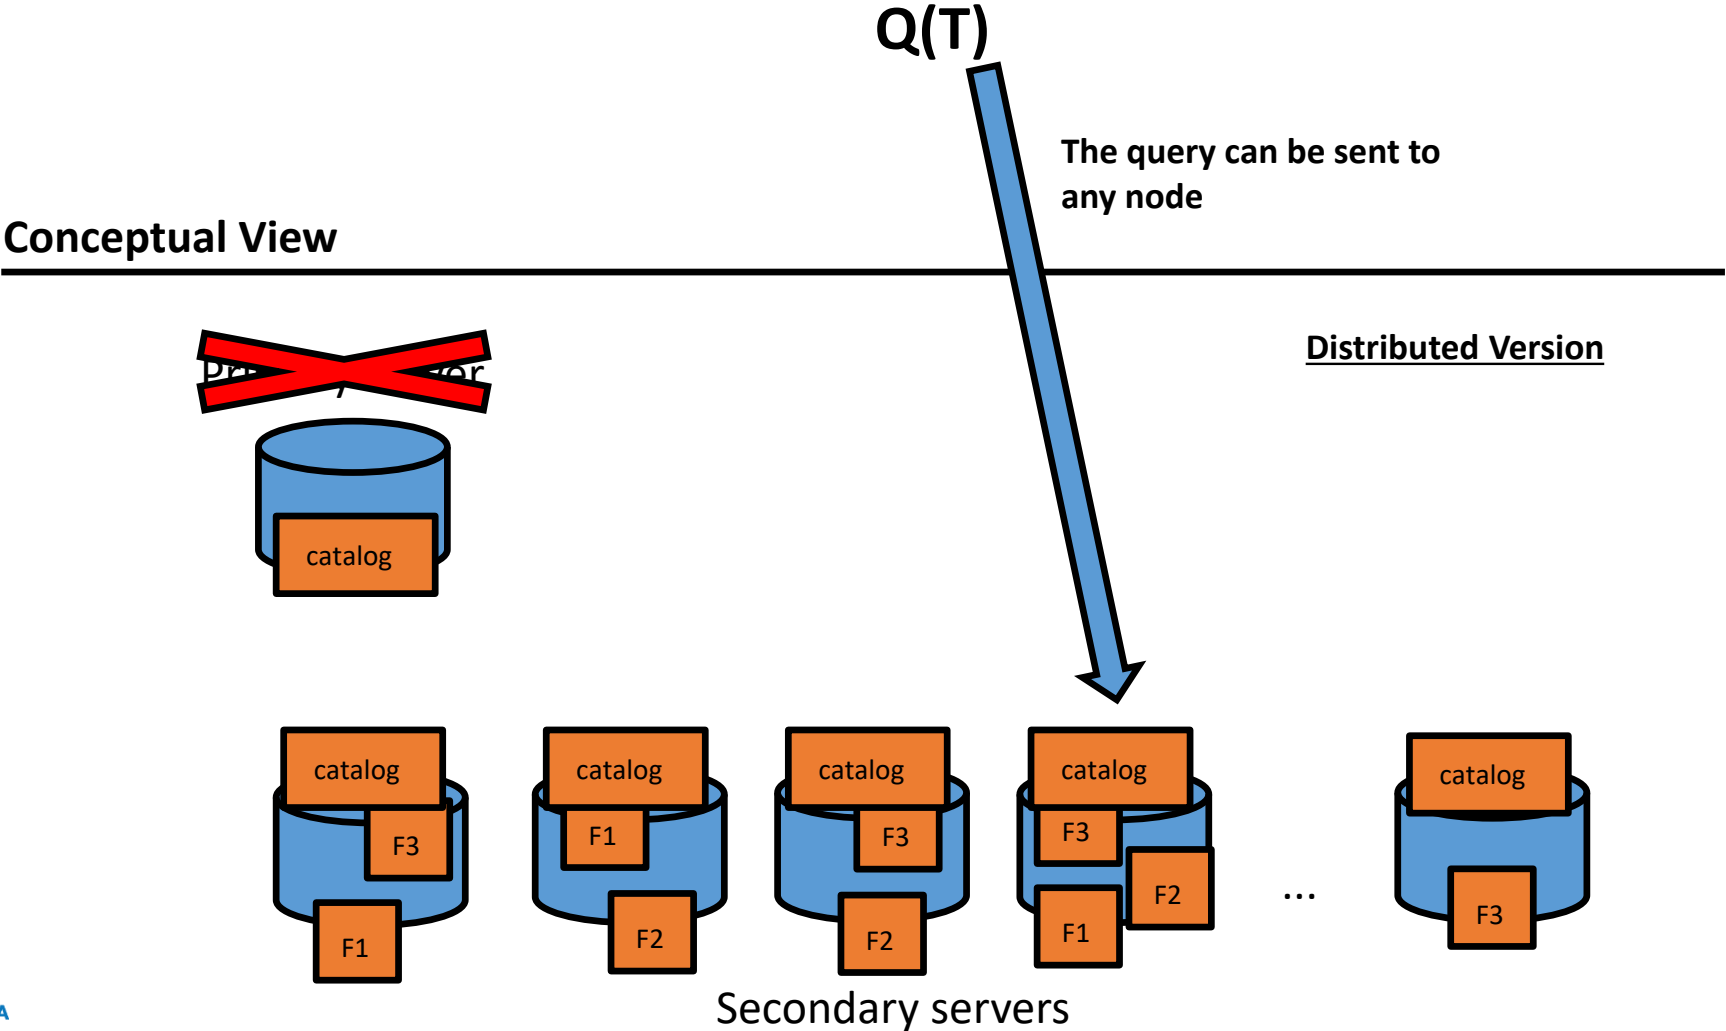 Q(T)
The query can be sent to
any node
Conceptual View
Distributed Version
catalog
catalog
catalog
catalog
catalog
catalog
F3
F1
F3
F3
F2
F1
F2
F2
F1
...
F3
Secondary servers
A